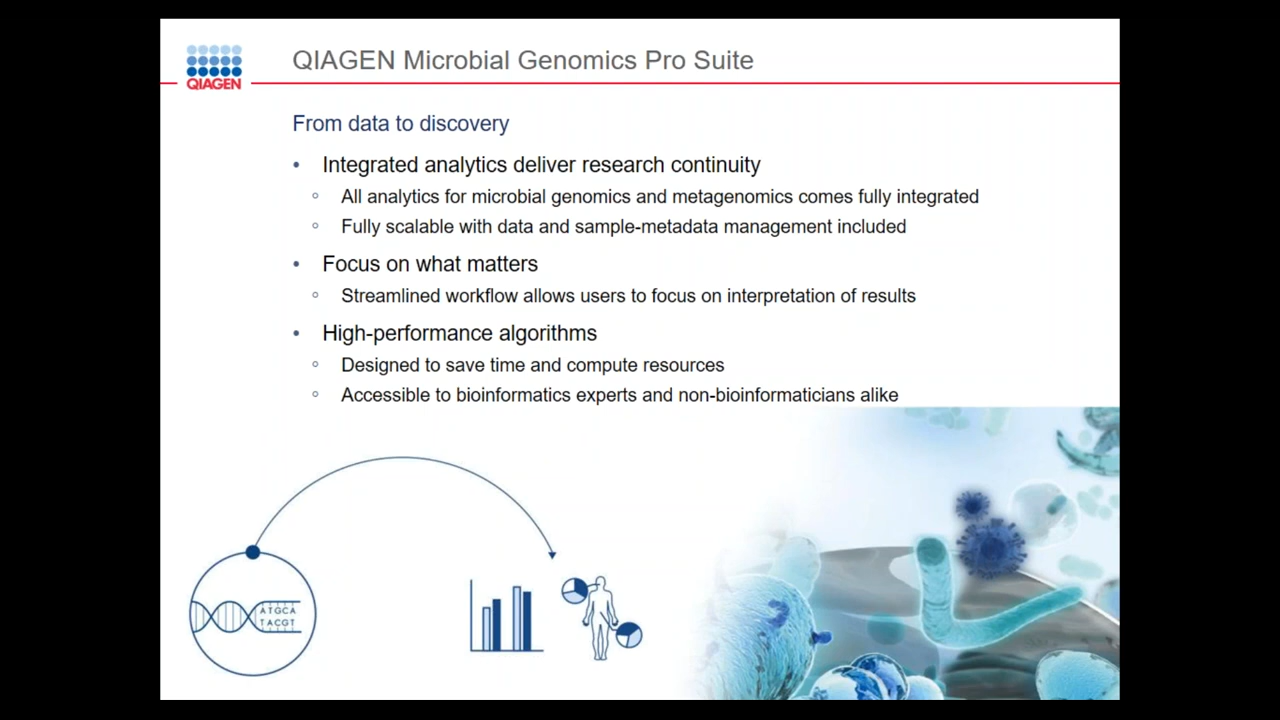 QIAGEN
QIAGEN Microbial Genomics Pro Suite
From data to discovery
• Integrated analytics deliver research continuity
◦ All analytics for microbial genomics and metagenomics comes fully integrated
◦ Fully scalable with data and sample-metadata management included
• Focus on what matters
◦ Streamlined workflow allows users to focus on interpretation of results
• High-performance algorithms
◦ Designed to save time and compute resources
◦ Accessible to bioinformatics experts and non-bioinformaticians alike
ATGCA
TACGT